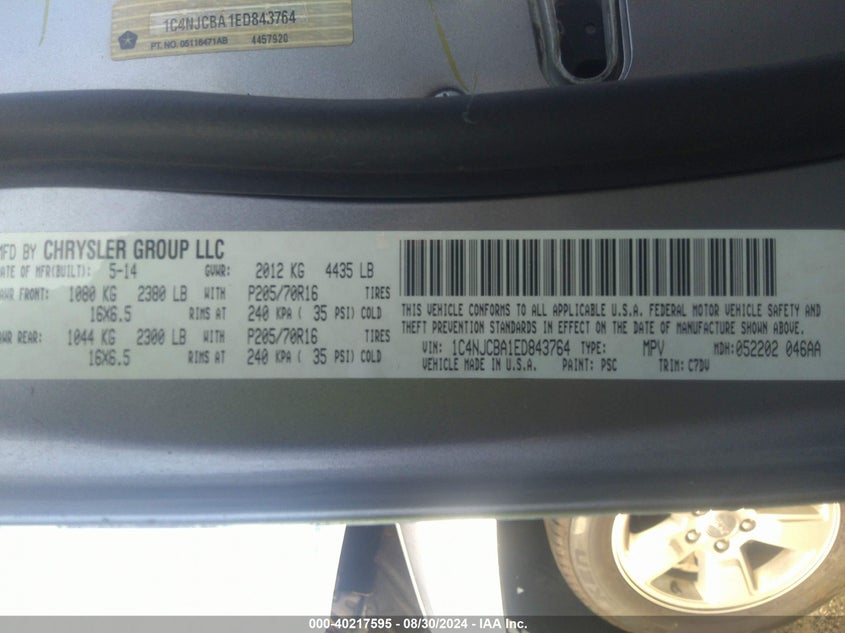 1C4NJCBA1ED843764
PT. NO. 05116471AB 4457920
MFD BY CHRYSLER GROUP LLC
DATE OF MFR(BUILT): 5-14 GVWR: 2012 KG 4435 LB
GAWR FRONT: 1080 KG 2380 LB WITH P205/70R16 TIRES
16X6.5 RIMS AT 240 KPA ( 35 PSI) COLD
GAWR REAR: 1044 KG 2300 LB WITH P205/70R16 TIRES
16X6.5 RIMS AT 240 KPA ( 35 PSI) COLD
THIS VEHICLE CONFORMS TO ALL APPLICABLE U.S.A. FEDERAL MOTOR VEHICLE SAFETY AND
THEFT PREVENTION STANDARDS IN EFFECT ON THE DATE OF MANUFACTURE SHOWN ABOVE.
VIN: 1C4NJCBA1ED843764 TYPE: MPV MDH:052202 046AA
VEHICLE MADE IN U.S.A. PAINT: PSC TRIM: C7DV
000-40217595 - 08/30/2024 - IAA Inc.